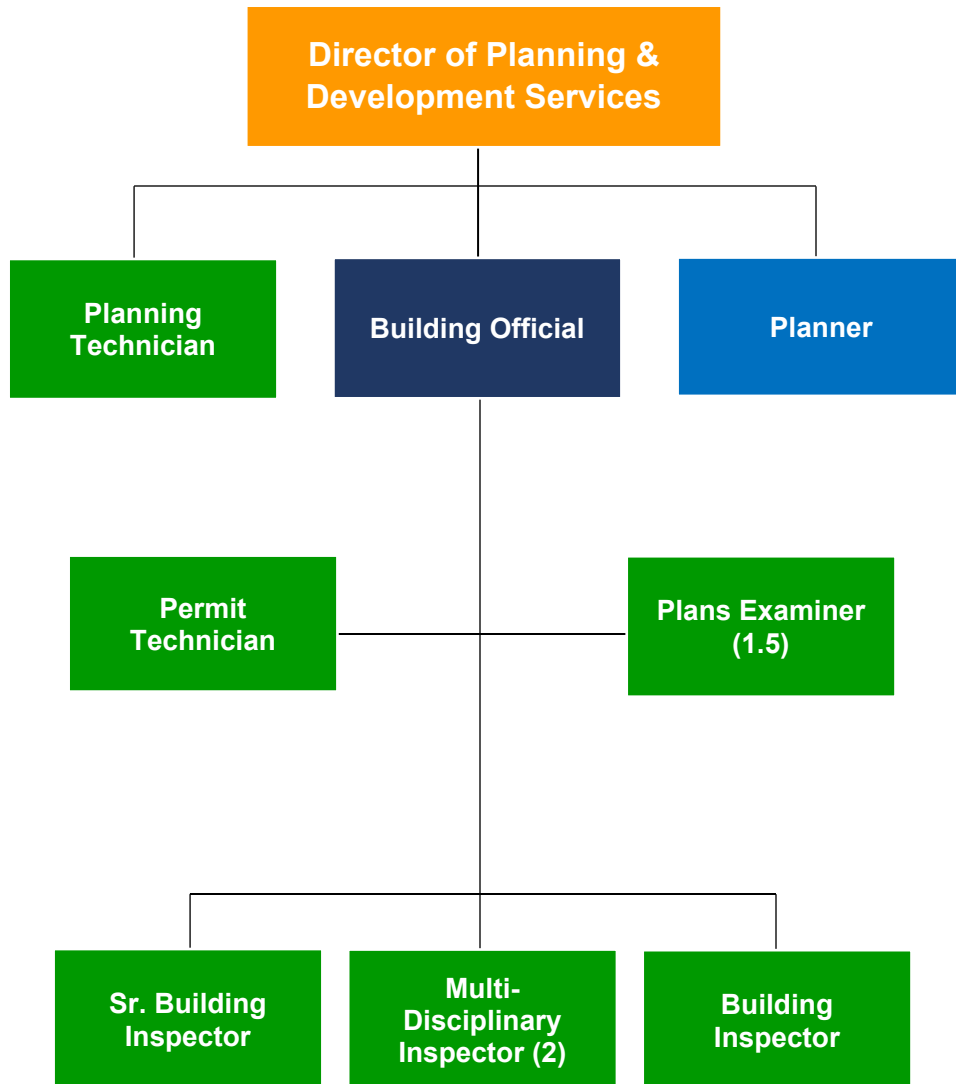 Director of Planning &
Development Services
Planning
Technician
Building Official
Planner
Permit
Technician
Plans Examiner
(1.5)
Sr. Building
Inspector
Multi-
Disciplinary
Inspector (2)
Building
Inspector